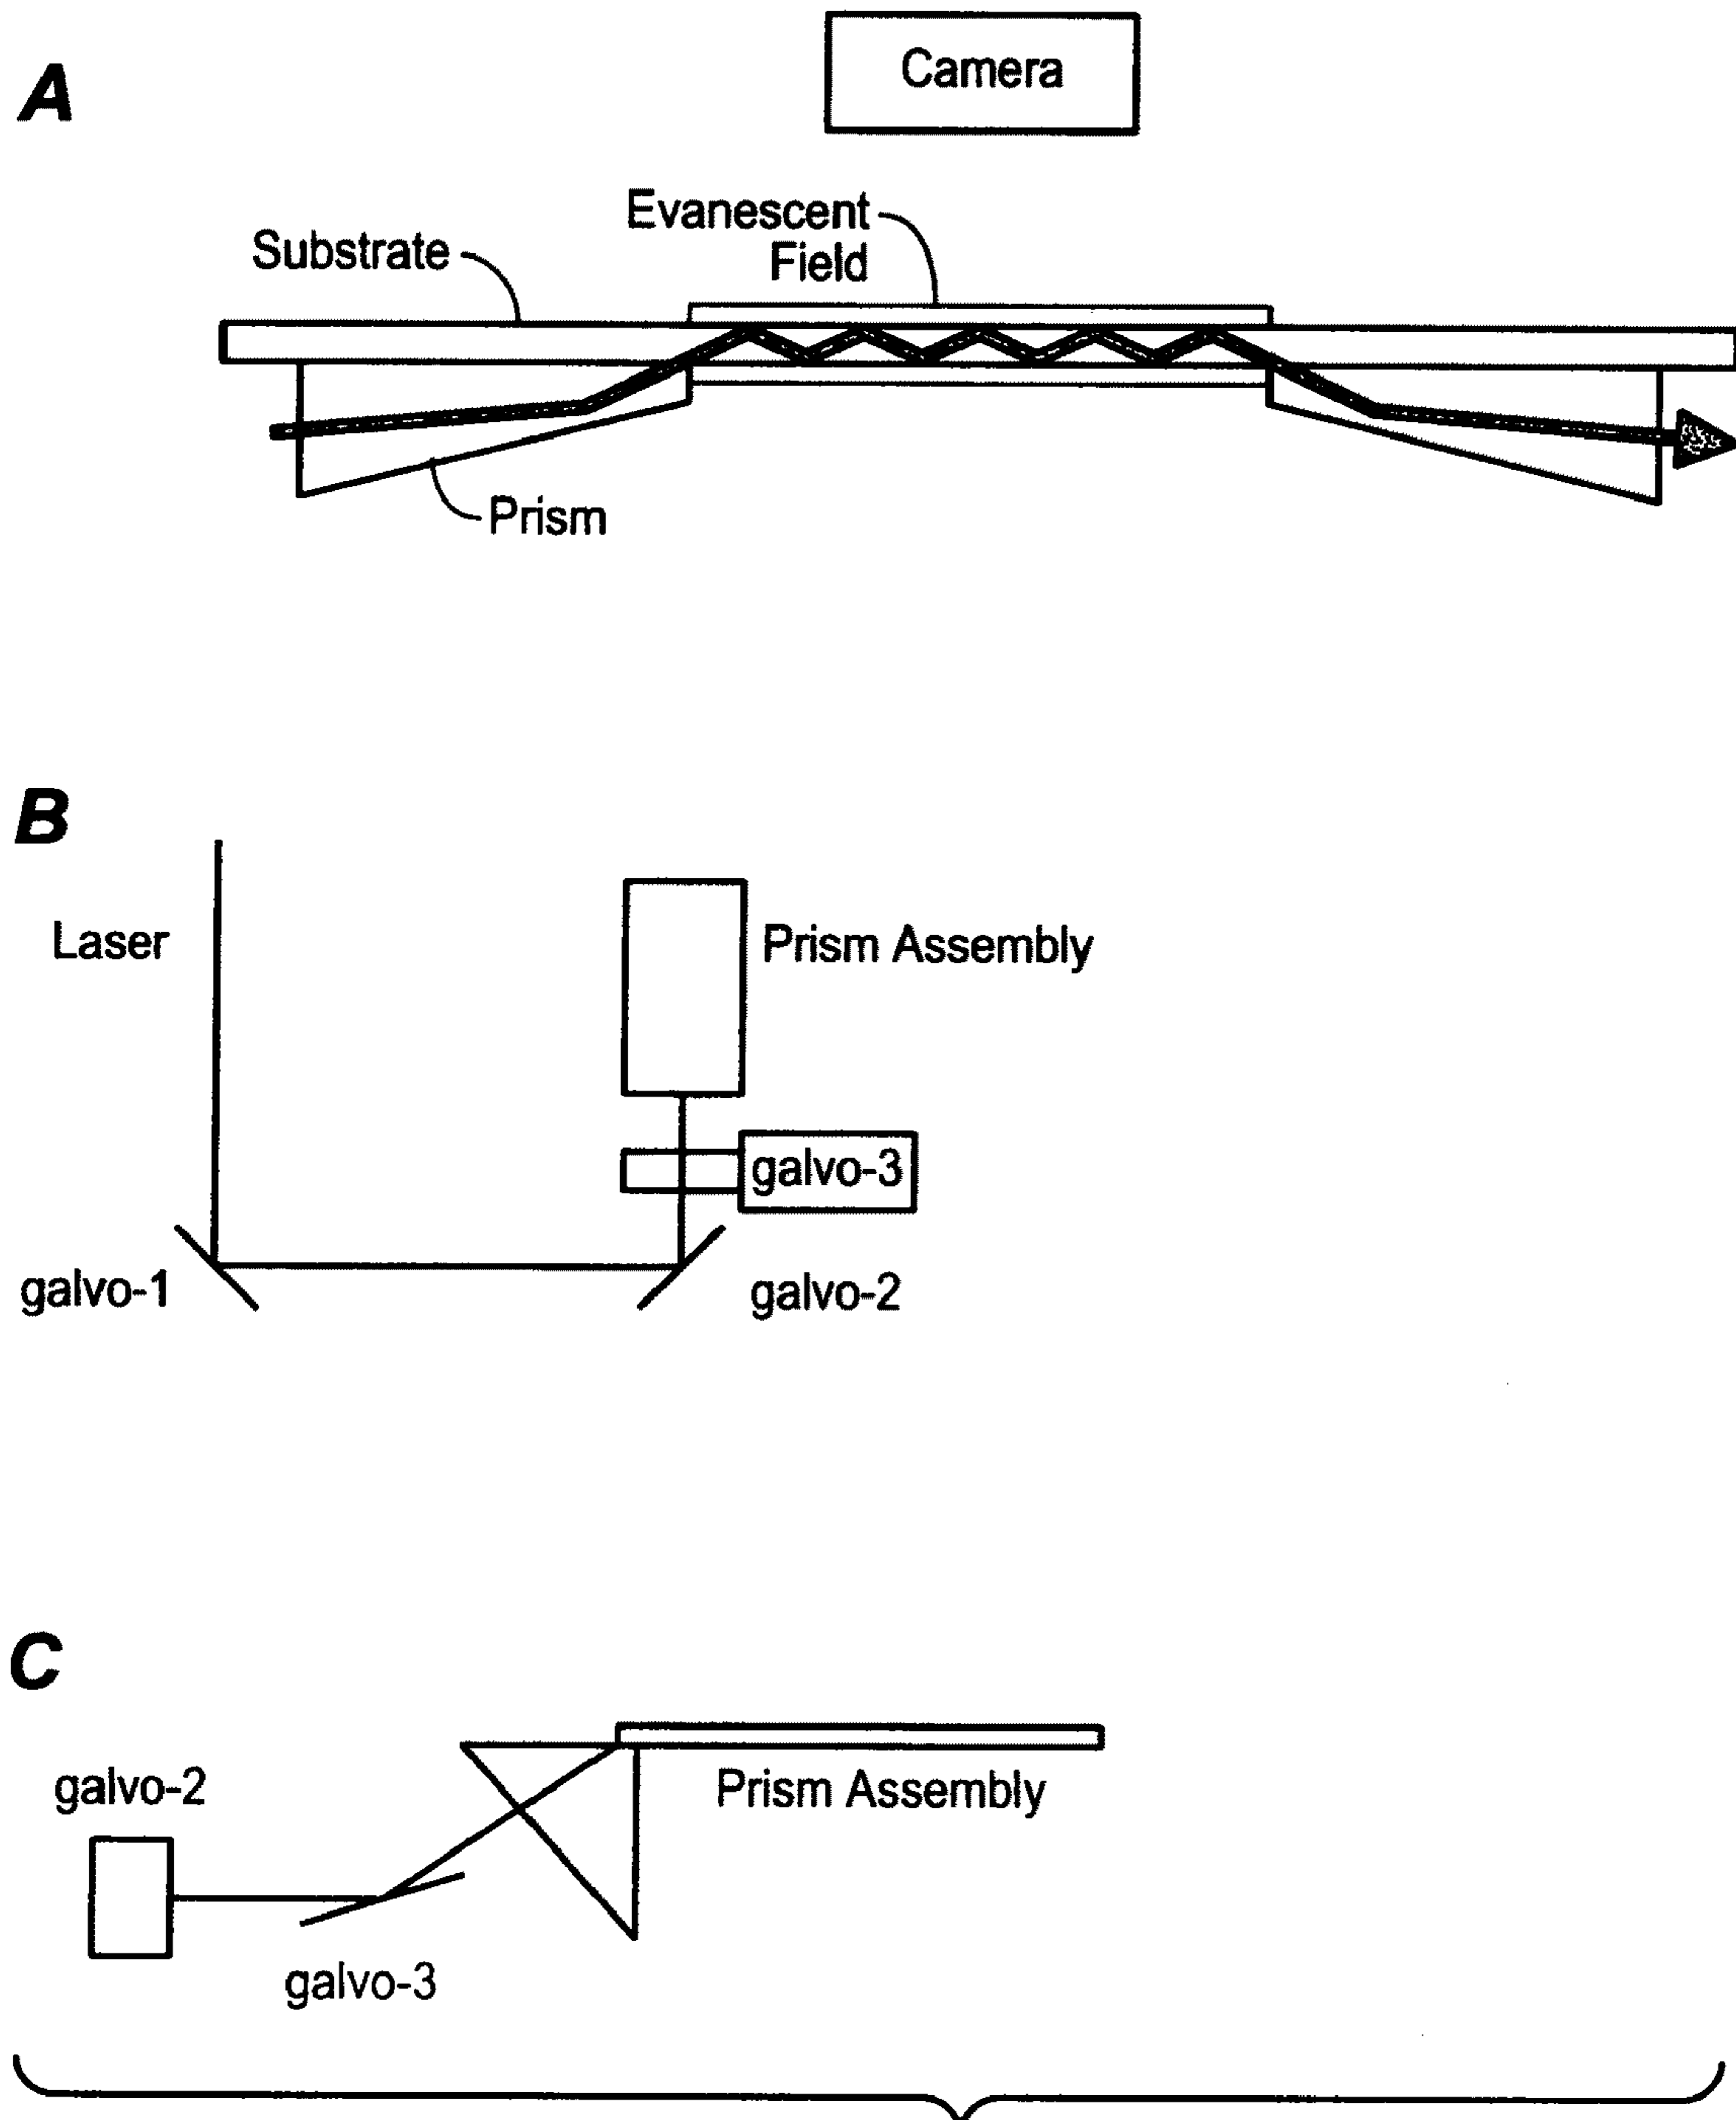 A
Camera
Evanescent
Field
Substrate
Prism
B
Laser
Prism Assembly
galvo-3
galvo-1
galvo-2
C
galvo-2
Prism Assembly
galvo-3